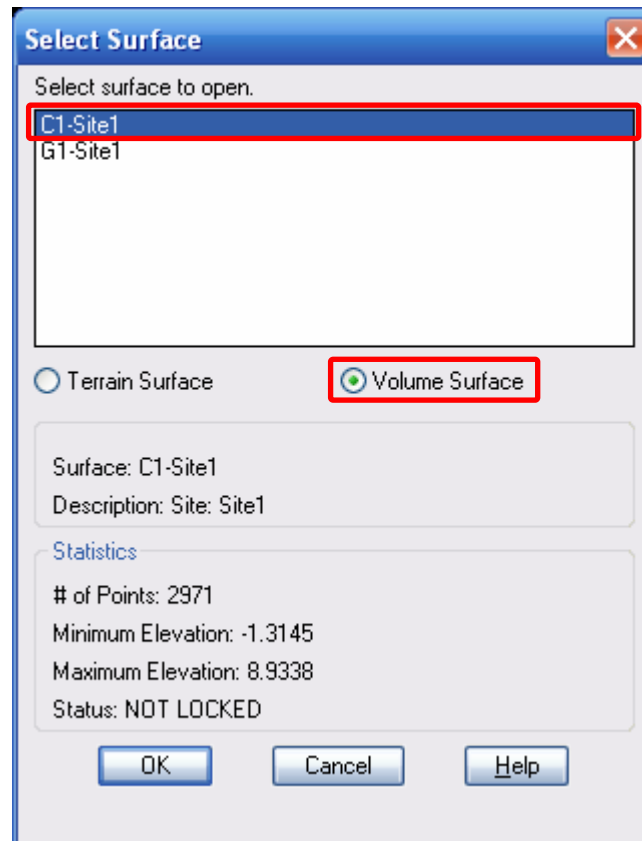 Select Surface
Select surface to open.
C1-Site1
G1-Site1
Terrain Surface Volume Surface
Surface: C1-Site1
Description: Site: Site1
Statistics
# of Points: 2971
Minimum Elevation: -1.3145
Maximum Elevation: 8.9338
Status: NOT LOCKED
OK Cancel Help